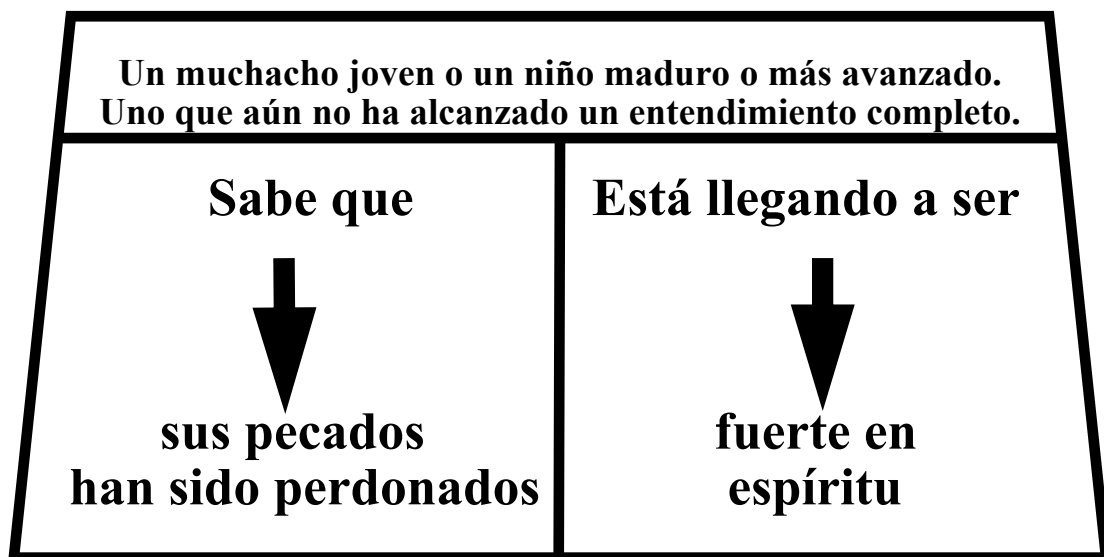 Un muchacho joven o un niño maduro o más avanzado.
Uno que aún no ha alcanzado un entendimiento completo.
Sabe que
sus pecados
han sido perdonados
Está llegando a ser
fuerte en
espíritu